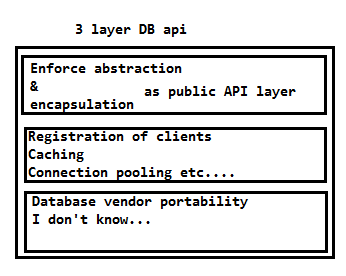 3 layer DB api
Enforce abstraction
&
encapsulation as public API layer
Registration of clients
Caching
Connection pooling etc....
Database vendor portability
I don't know...